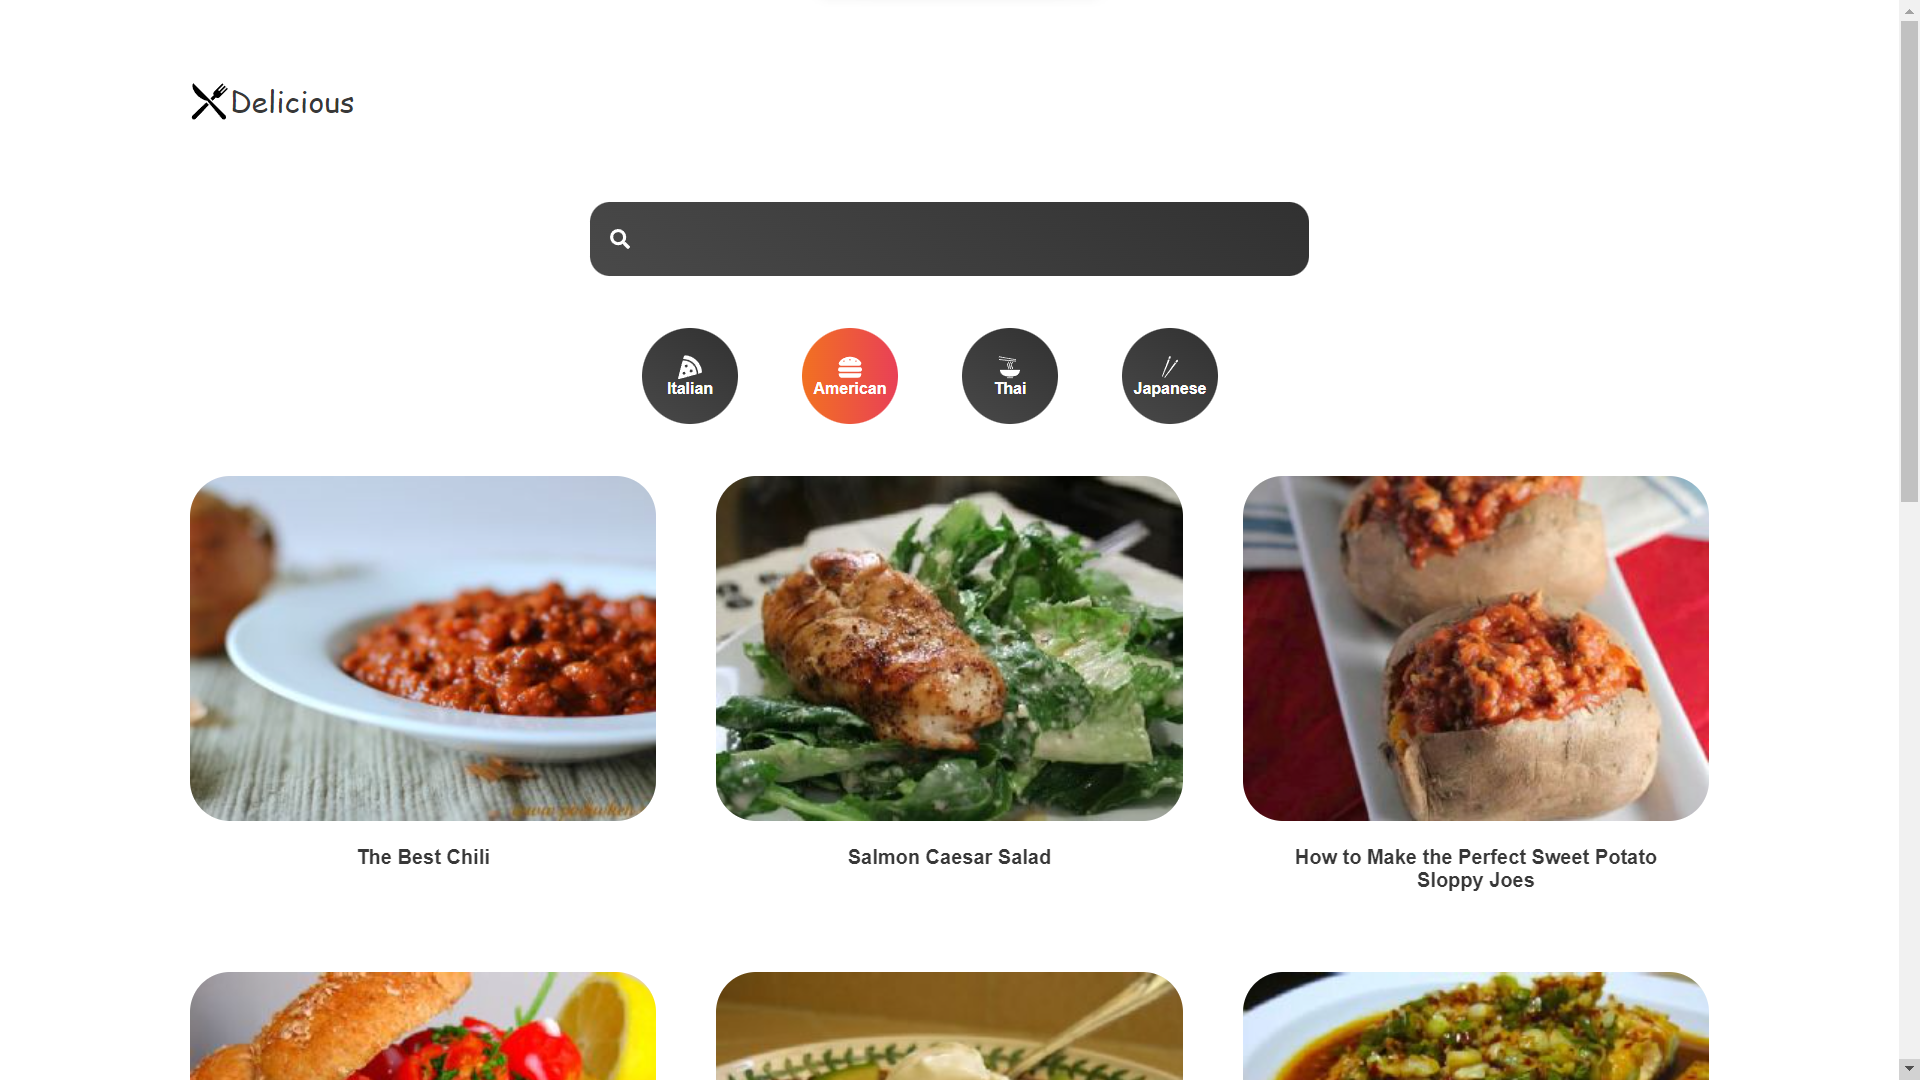 Delicious
Italian
American
Thai
Japanese
The Best Chili
Salmon Caesar Salad
How to Make the Perfect Sweet Potato
Sloppy Joes